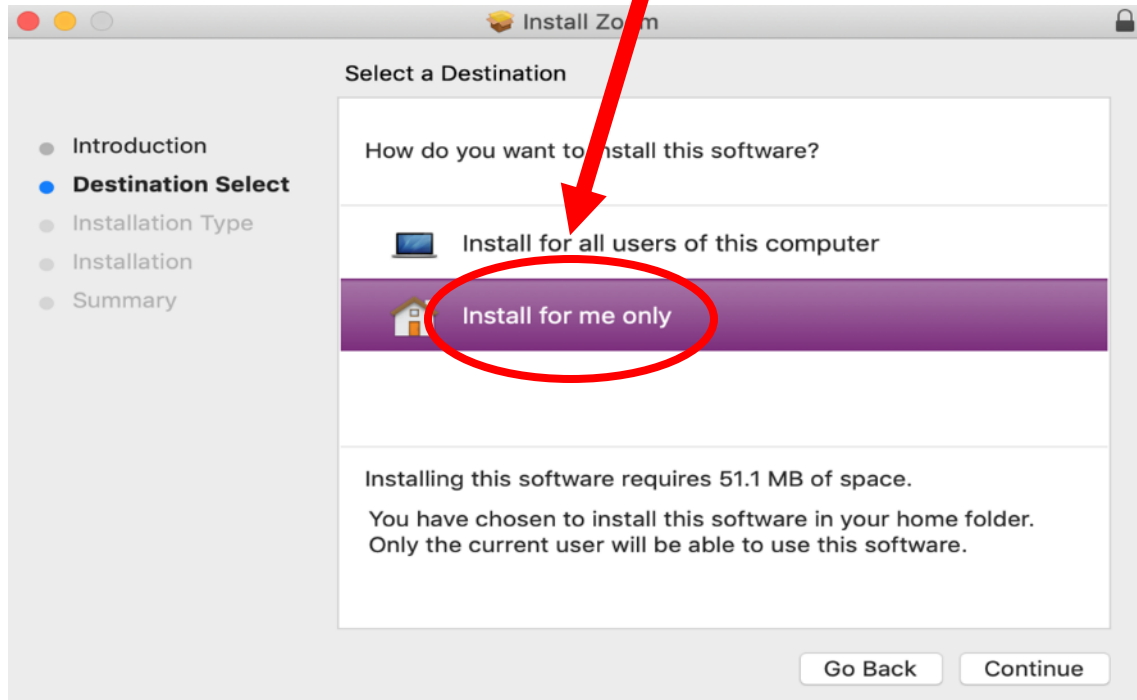 Install Zoom
Select a Destination
Introduction
Destination Select
Installation Type
Installation
Summary
How do you want to install this software?
Install for all users of this computer
Install for me only
Installing this software requires 51.1 MB of space.
You have chosen to install this software in your home folder.
Only the current user will be able to use this software.
Go Back
Continue